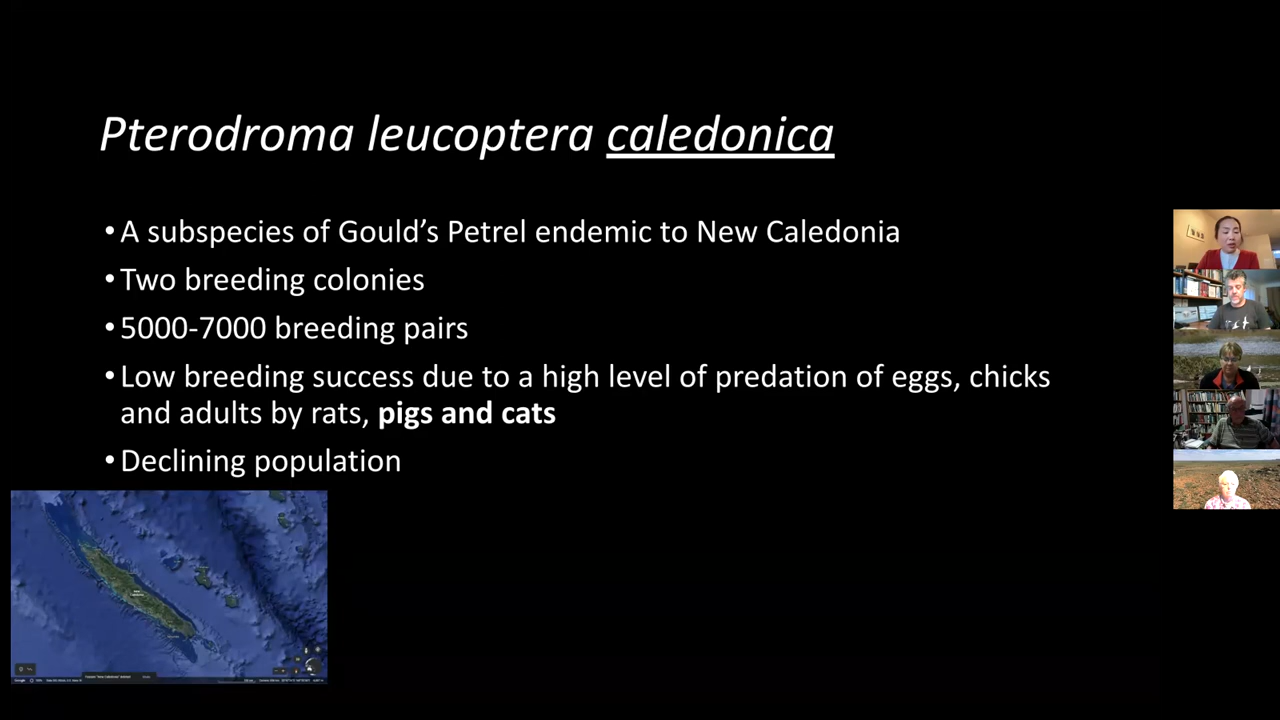 Pterodroma leucoptera caledonica
•A subspecies of Gould’s Petrel endemic to New Caledonia
•Two breeding colonies
•5000-7000 breeding pairs
•Low breeding success due to a high level of predation of eggs, chicks
and adults by rats, pigs and cats
•Declining population